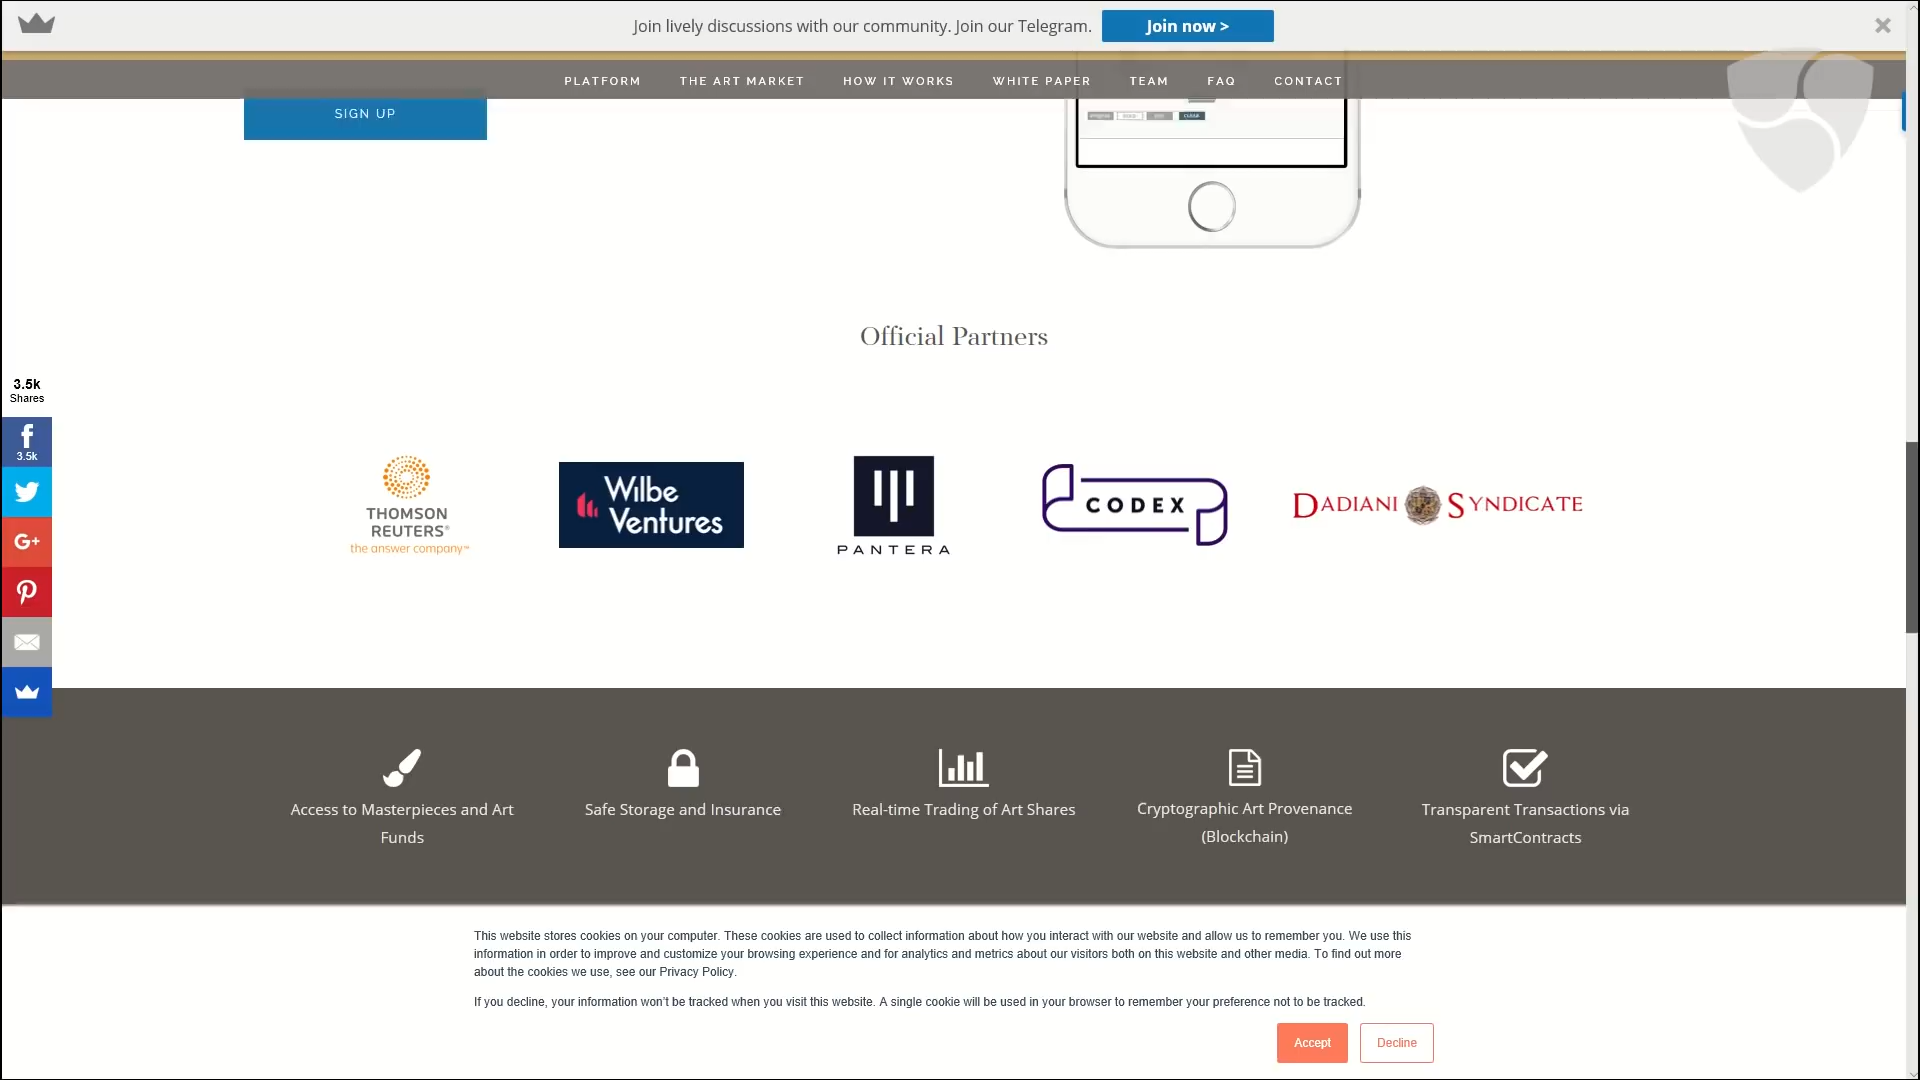 Join lively discussions with our community. Join our Telegram. Join now >
PLATFORM THE ART MARKET HOW IT WORKS WHITE PAPER TEAM FAQ CONTACT
SIGN UP
Official Partners
3.5k
Shares
3.5k
G+
THOMSON
REUTERS®
the answer company™
Wilbe
Ventures
PANTERA
CODEX
DADIANI SYNDICATE
Access to Masterpieces and Art
Funds
Safe Storage and Insurance
Real-time Trading of Art Shares
Cryptographic Art Provenance
(Blockchain)
Transparent Transactions via
SmartContracts
This website stores cookies on your computer. These cookies are used to collect information about how you interact with our website and allow us to remember you. We use this
information in order to improve and customize your browsing experience and for analytics and metrics about our visitors both on this website and other media. To find out more
about the cookies we use, see our Privacy Policy.
If you decline, your information won't be tracked when you visit this website. A single cookie will be used in your browser to remember your preference not to be tracked.
Accept Decline